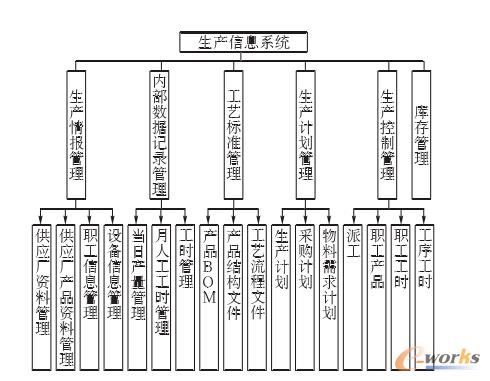 生产信息系统
生产情报管理
内部数据记录管理
工艺标准管理
生产计划管理
生产控制管理
库存管理
供应厂资料管理
供应厂产品资料管理
职工信息管理
设备信息管理
当日产量管理
月人工工时管理
工时管理
产品BOM
产品结构文件
工艺流程文件
生产计划
采购计划
物料需求计划
派工
职工产品
职工工时
工序工时
e-works